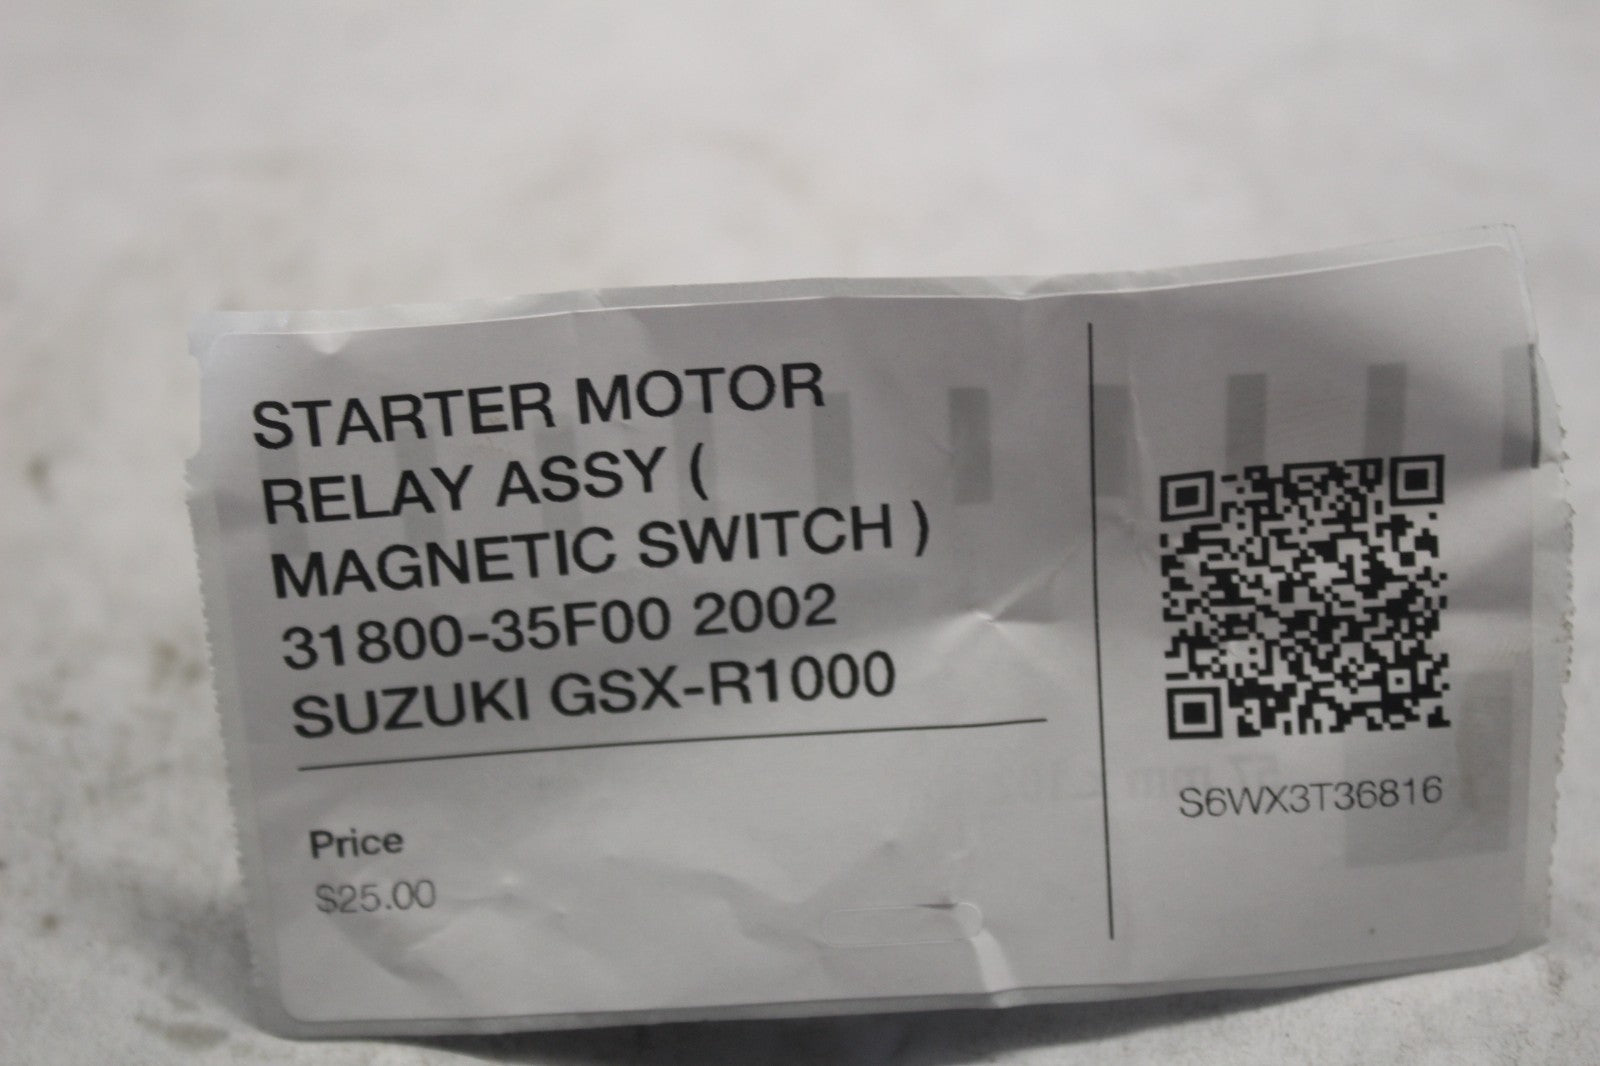 STARTER MOTOR
RELAY ASSY (
MAGNETIC SWITCH )
31800-35F00 2002
SUZUKI GSX-R1000
Price
$25.00
S6WX3T36816